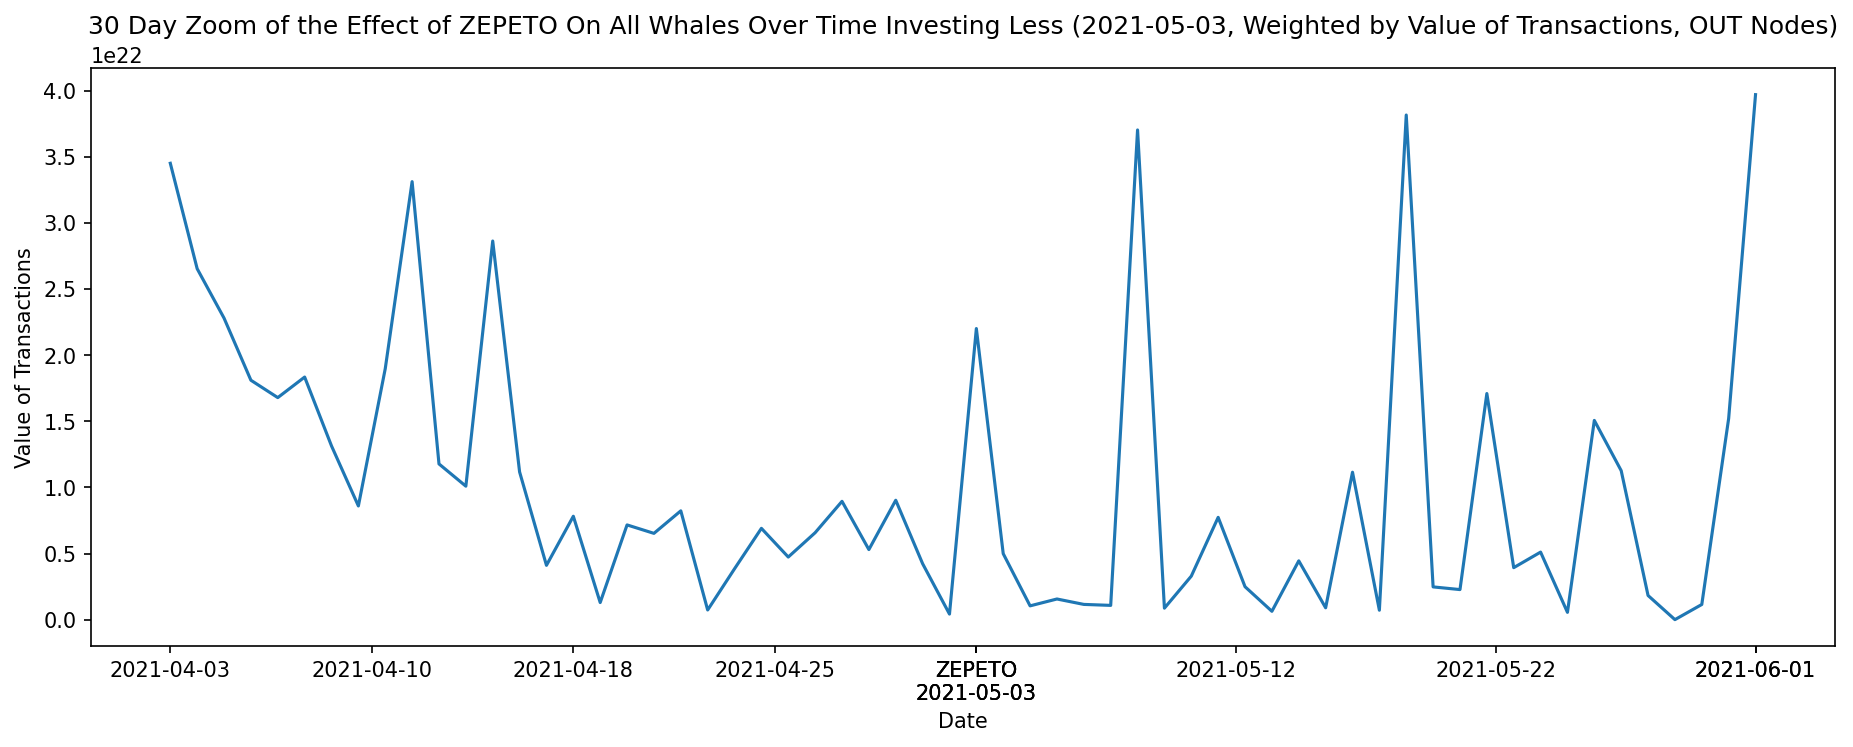 30 Day Zoom of the Effect of ZEPETO On All Whales Over Time Investing Less (2021-05-03, Weighted by Value of Transactions, OUT Nodes)
1e22
4.0
3.5
3.0
2.5
2.0
1.5
1.0
0.5
0.0
Value of Transactions
2021-04-03 2021-04-10 2021-04-18 2021-04-25 ZEPETO 2021-05-12 2021-05-22 2021-06-01
2021-05-03
Date